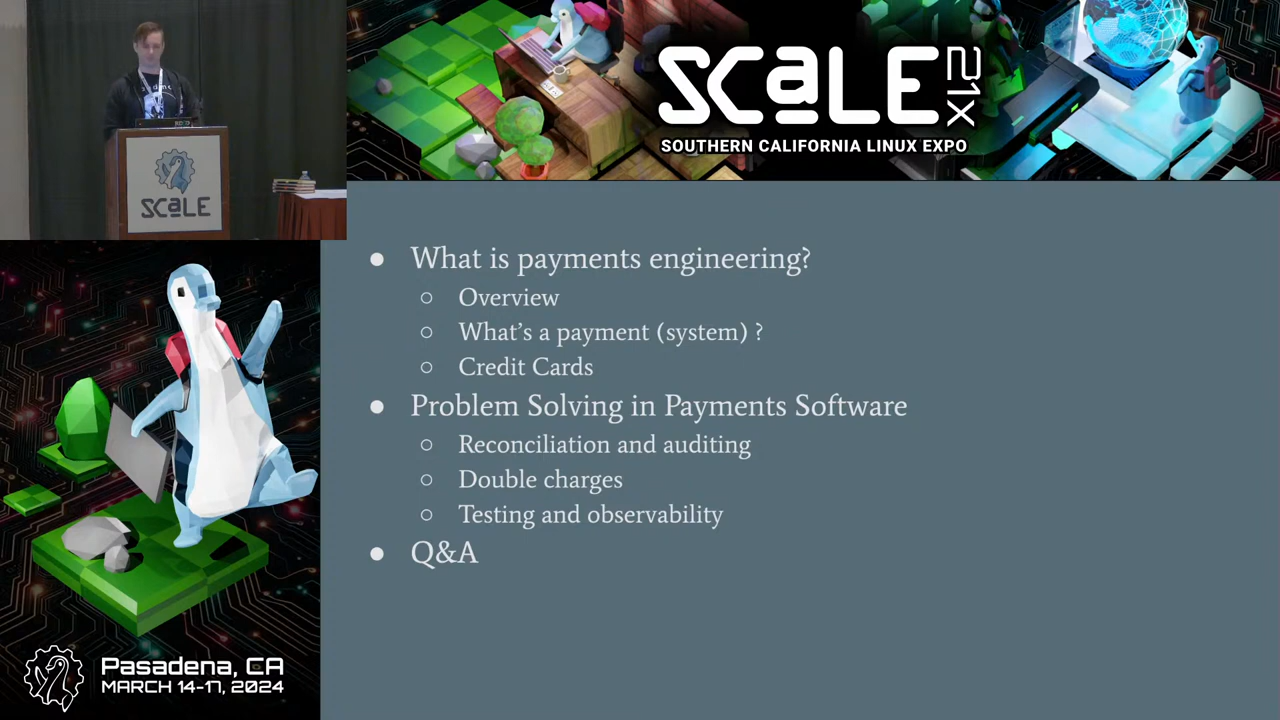 SCALE 21X
SOUTHERN CALIFORNIA LINUX EXPO
SCALE
● What is payments engineering?
○ Overview
○ What's a payment (system) ?
○ Credit Cards
● Problem Solving in Payments Software
○ Reconciliation and auditing
○ Double charges
○ Testing and observability
● Q&A
Pasadena, CA
MARCH 14-17, 2024